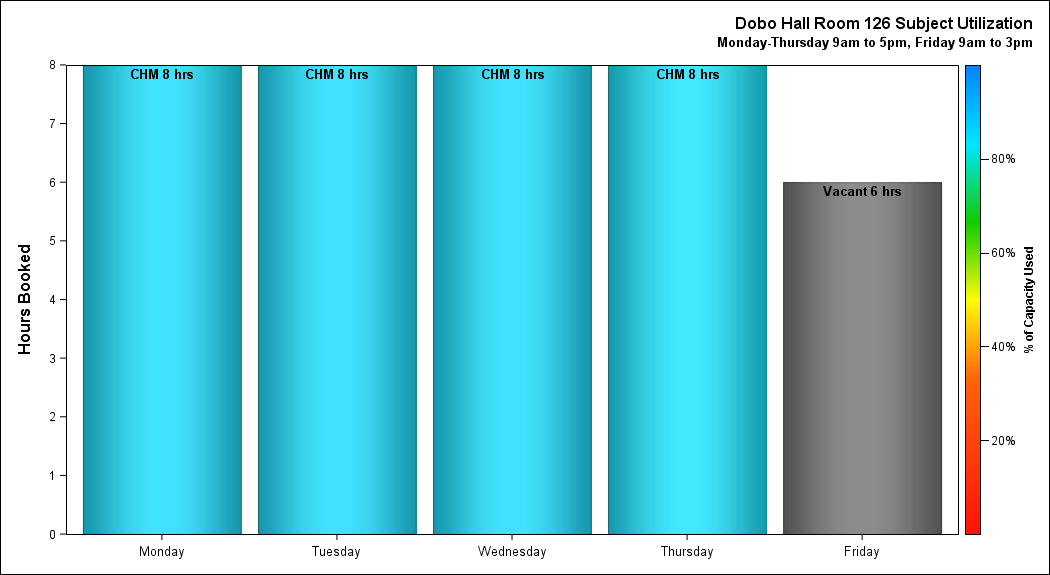 Dobo Hall Room 126 Subject Utilization
Monday-Thursday 9am to 5pm, Friday 9am to 3pm
Hours Booked
8
7
6
5
4
3
2
1
0
CHM 8 hrs
CHM 8 hrs
CHM 8 hrs
CHM 8 hrs
Vacant 6 hrs
Monday
Tuesday
Wednesday
Thursday
Friday
80%
60%
40%
20%
% of Capacity Used